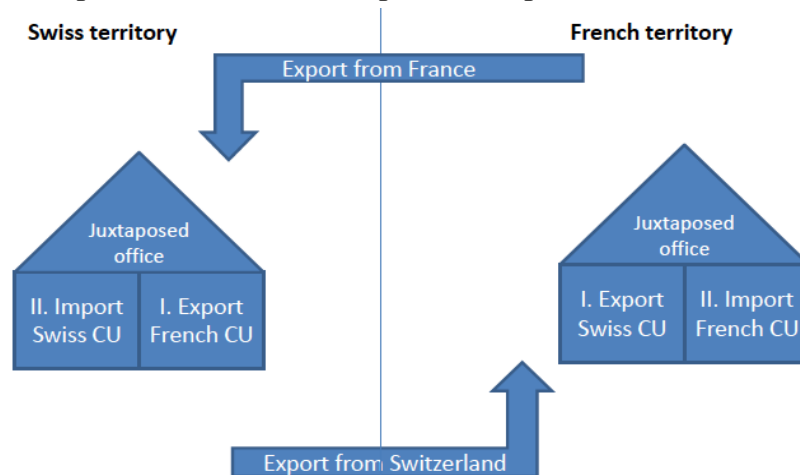 Swiss territory
French territory
Export from France
Juxtaposed
office
II. Import
Swiss CU
I. Export
French CU
Juxtaposed
office
I. Export
Swiss CU
II. Import
French CU
Export from Switzerland